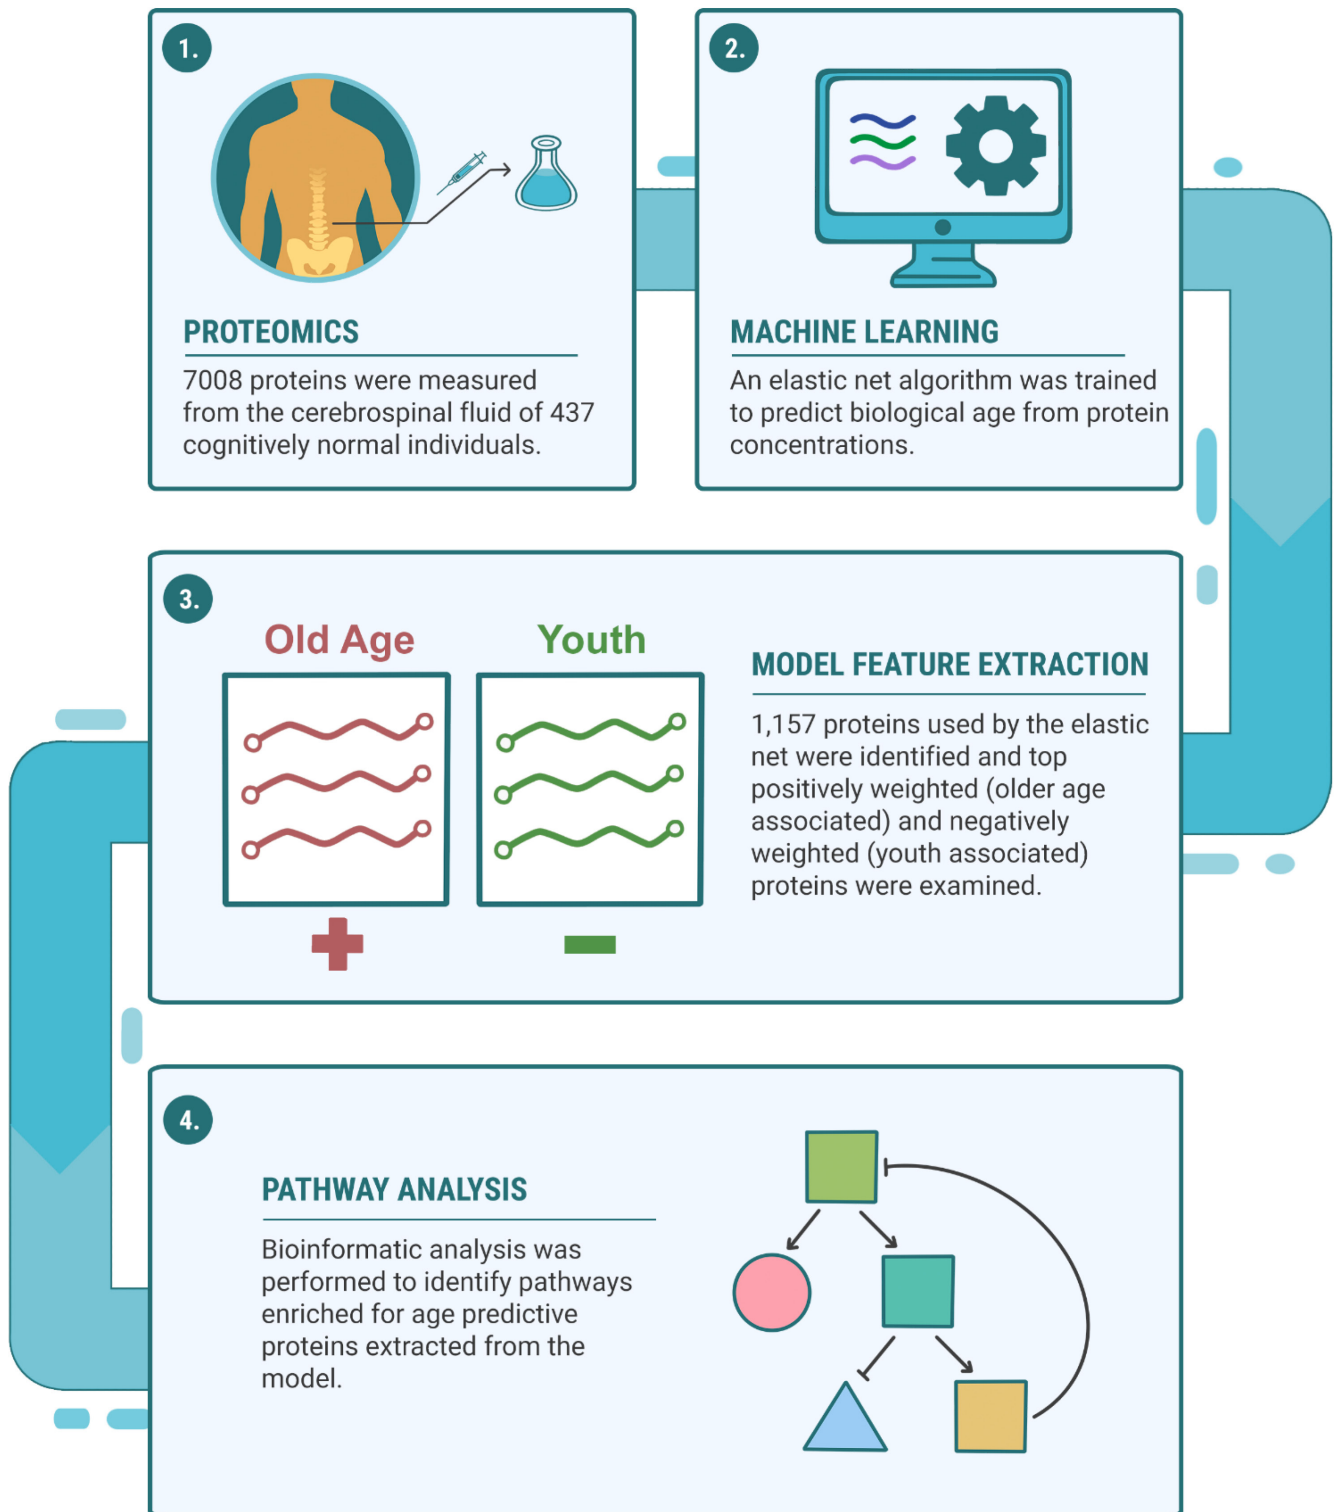 1.
PROTEOMICS
7008 proteins were measured
from the cerebrospinal fluid of 437
cognitively normal individuals.
2.
MACHINE LEARNING
An elastic net algorithm was trained
to predict biological age from protein
concentrations.
3.
Old Age
Youth
MODEL FEATURE EXTRACTION
1,157 proteins used by the elastic
net were identified and top
positively weighted (older age
associated) and negatively
weighted (youth associated)
proteins were examined.
4.
PATHWAY ANALYSIS
Bioinformatic analysis was
performed to identify pathways
enriched for age predictive
proteins extracted from the
model.